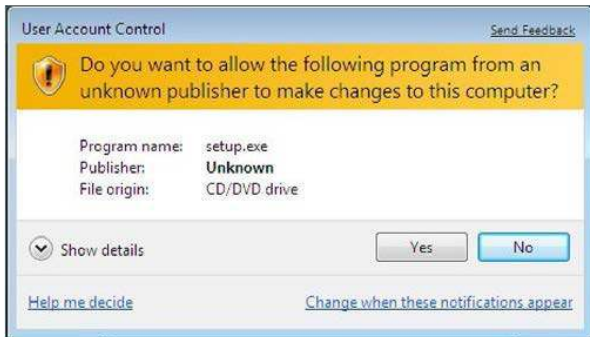 User Account Control
Send Feedback
Do you want to allow the following program from an
unknown publisher to make changes to this computer?
Program name: setup.exe
Publisher: Unknown
File origin: CD/DVD drive
Show details
Yes
No
Help me decide
Change when these notifications appear